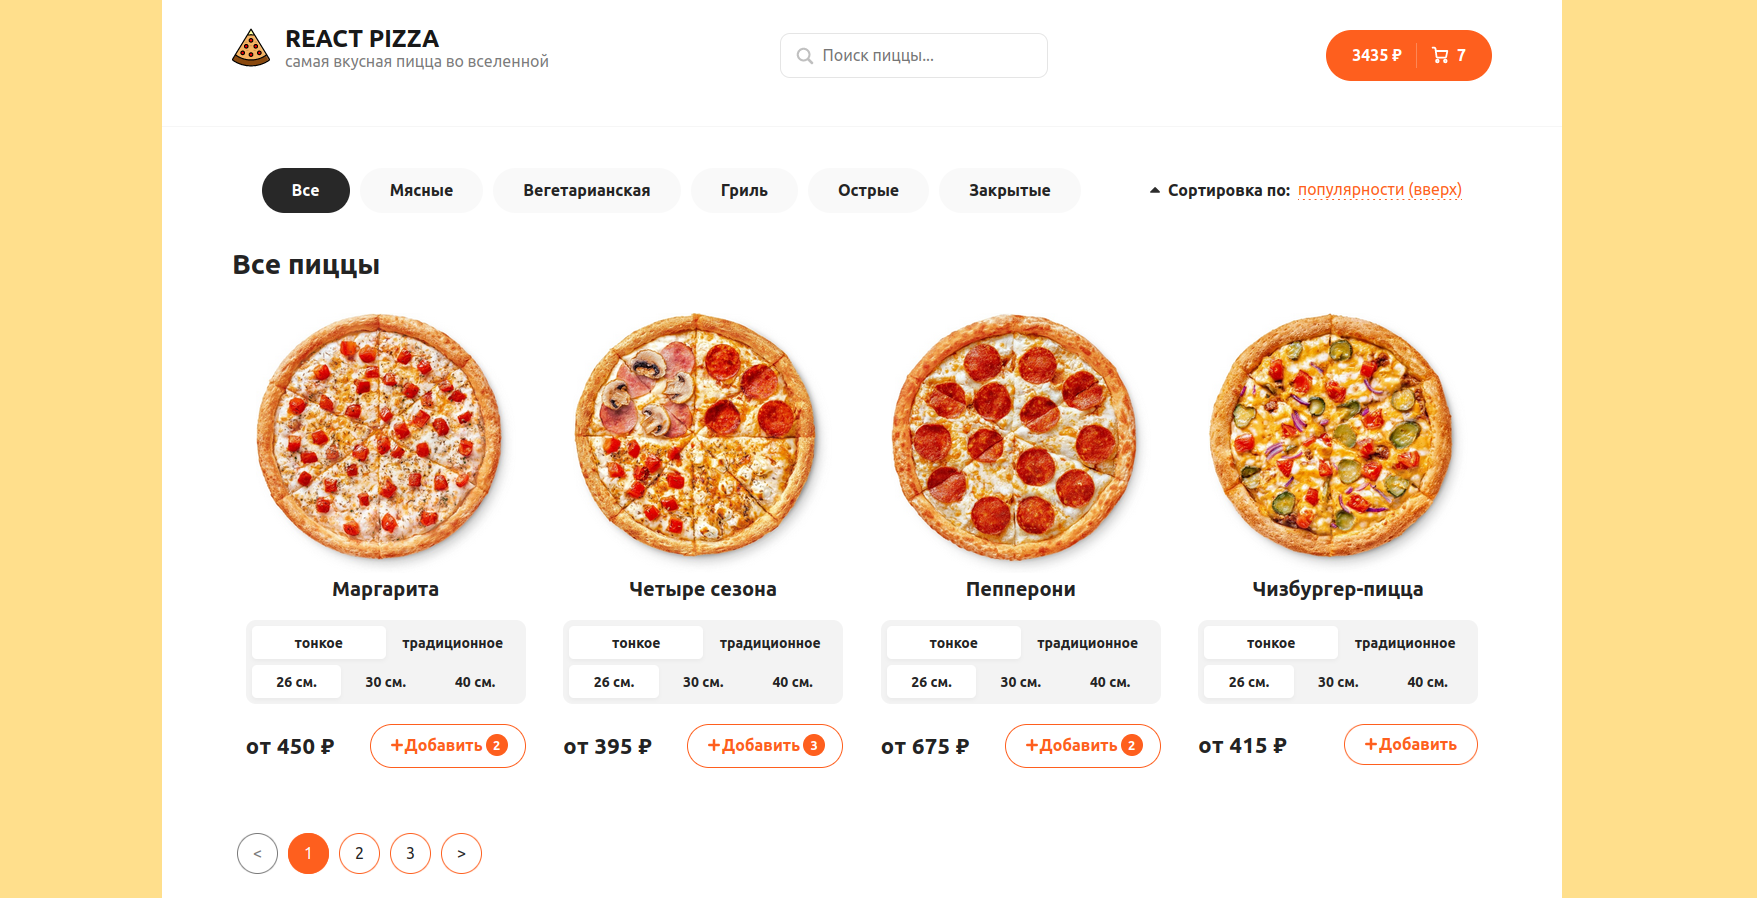 REACT PIZZA
самая вкусная пицца во вселенной
Поиск пиццы...
3435 ₽ 7
Все Мясные Вегетарианская Гриль Острые Закрытые Сортировка по: популярности (вверх)
Все пиццы
Маргарита Четыре сезона Пепперони Чизбургер-пицца
тонкое традиционное тонкое традиционное тонкое традиционное тонкое традиционное
26 см. 30 см. 40 см. 26 см. 30 см. 40 см. 26 см. 30 см. 40 см. 26 см. 30 см. 40 см.
от 450 ₽ +Добавить 2 от 395 ₽ +Добавить 3 от 675 ₽ +Добавить 2 от 415 ₽ +Добавить
< 1 2 3 >